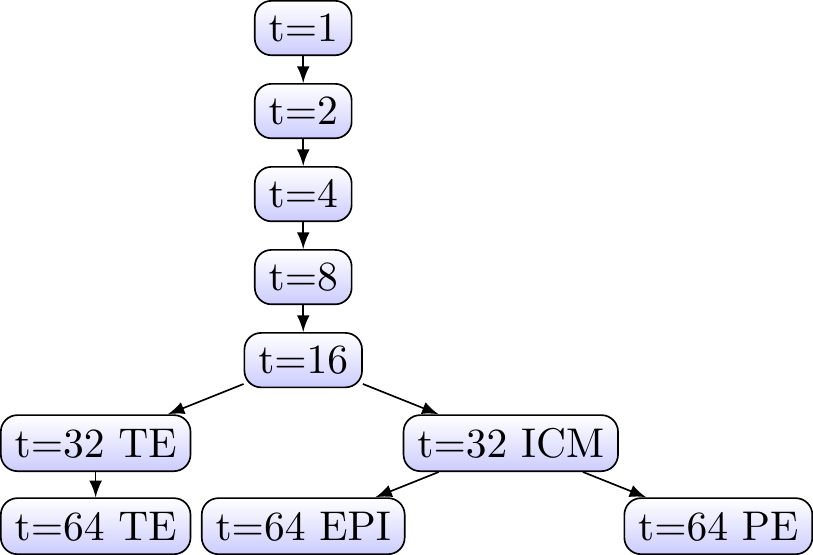 t=1
t=2
t=4
t=8
t=16
t=32 TE
t=32 ICM
t=64 TE
t=64 EPI
t=64 PE